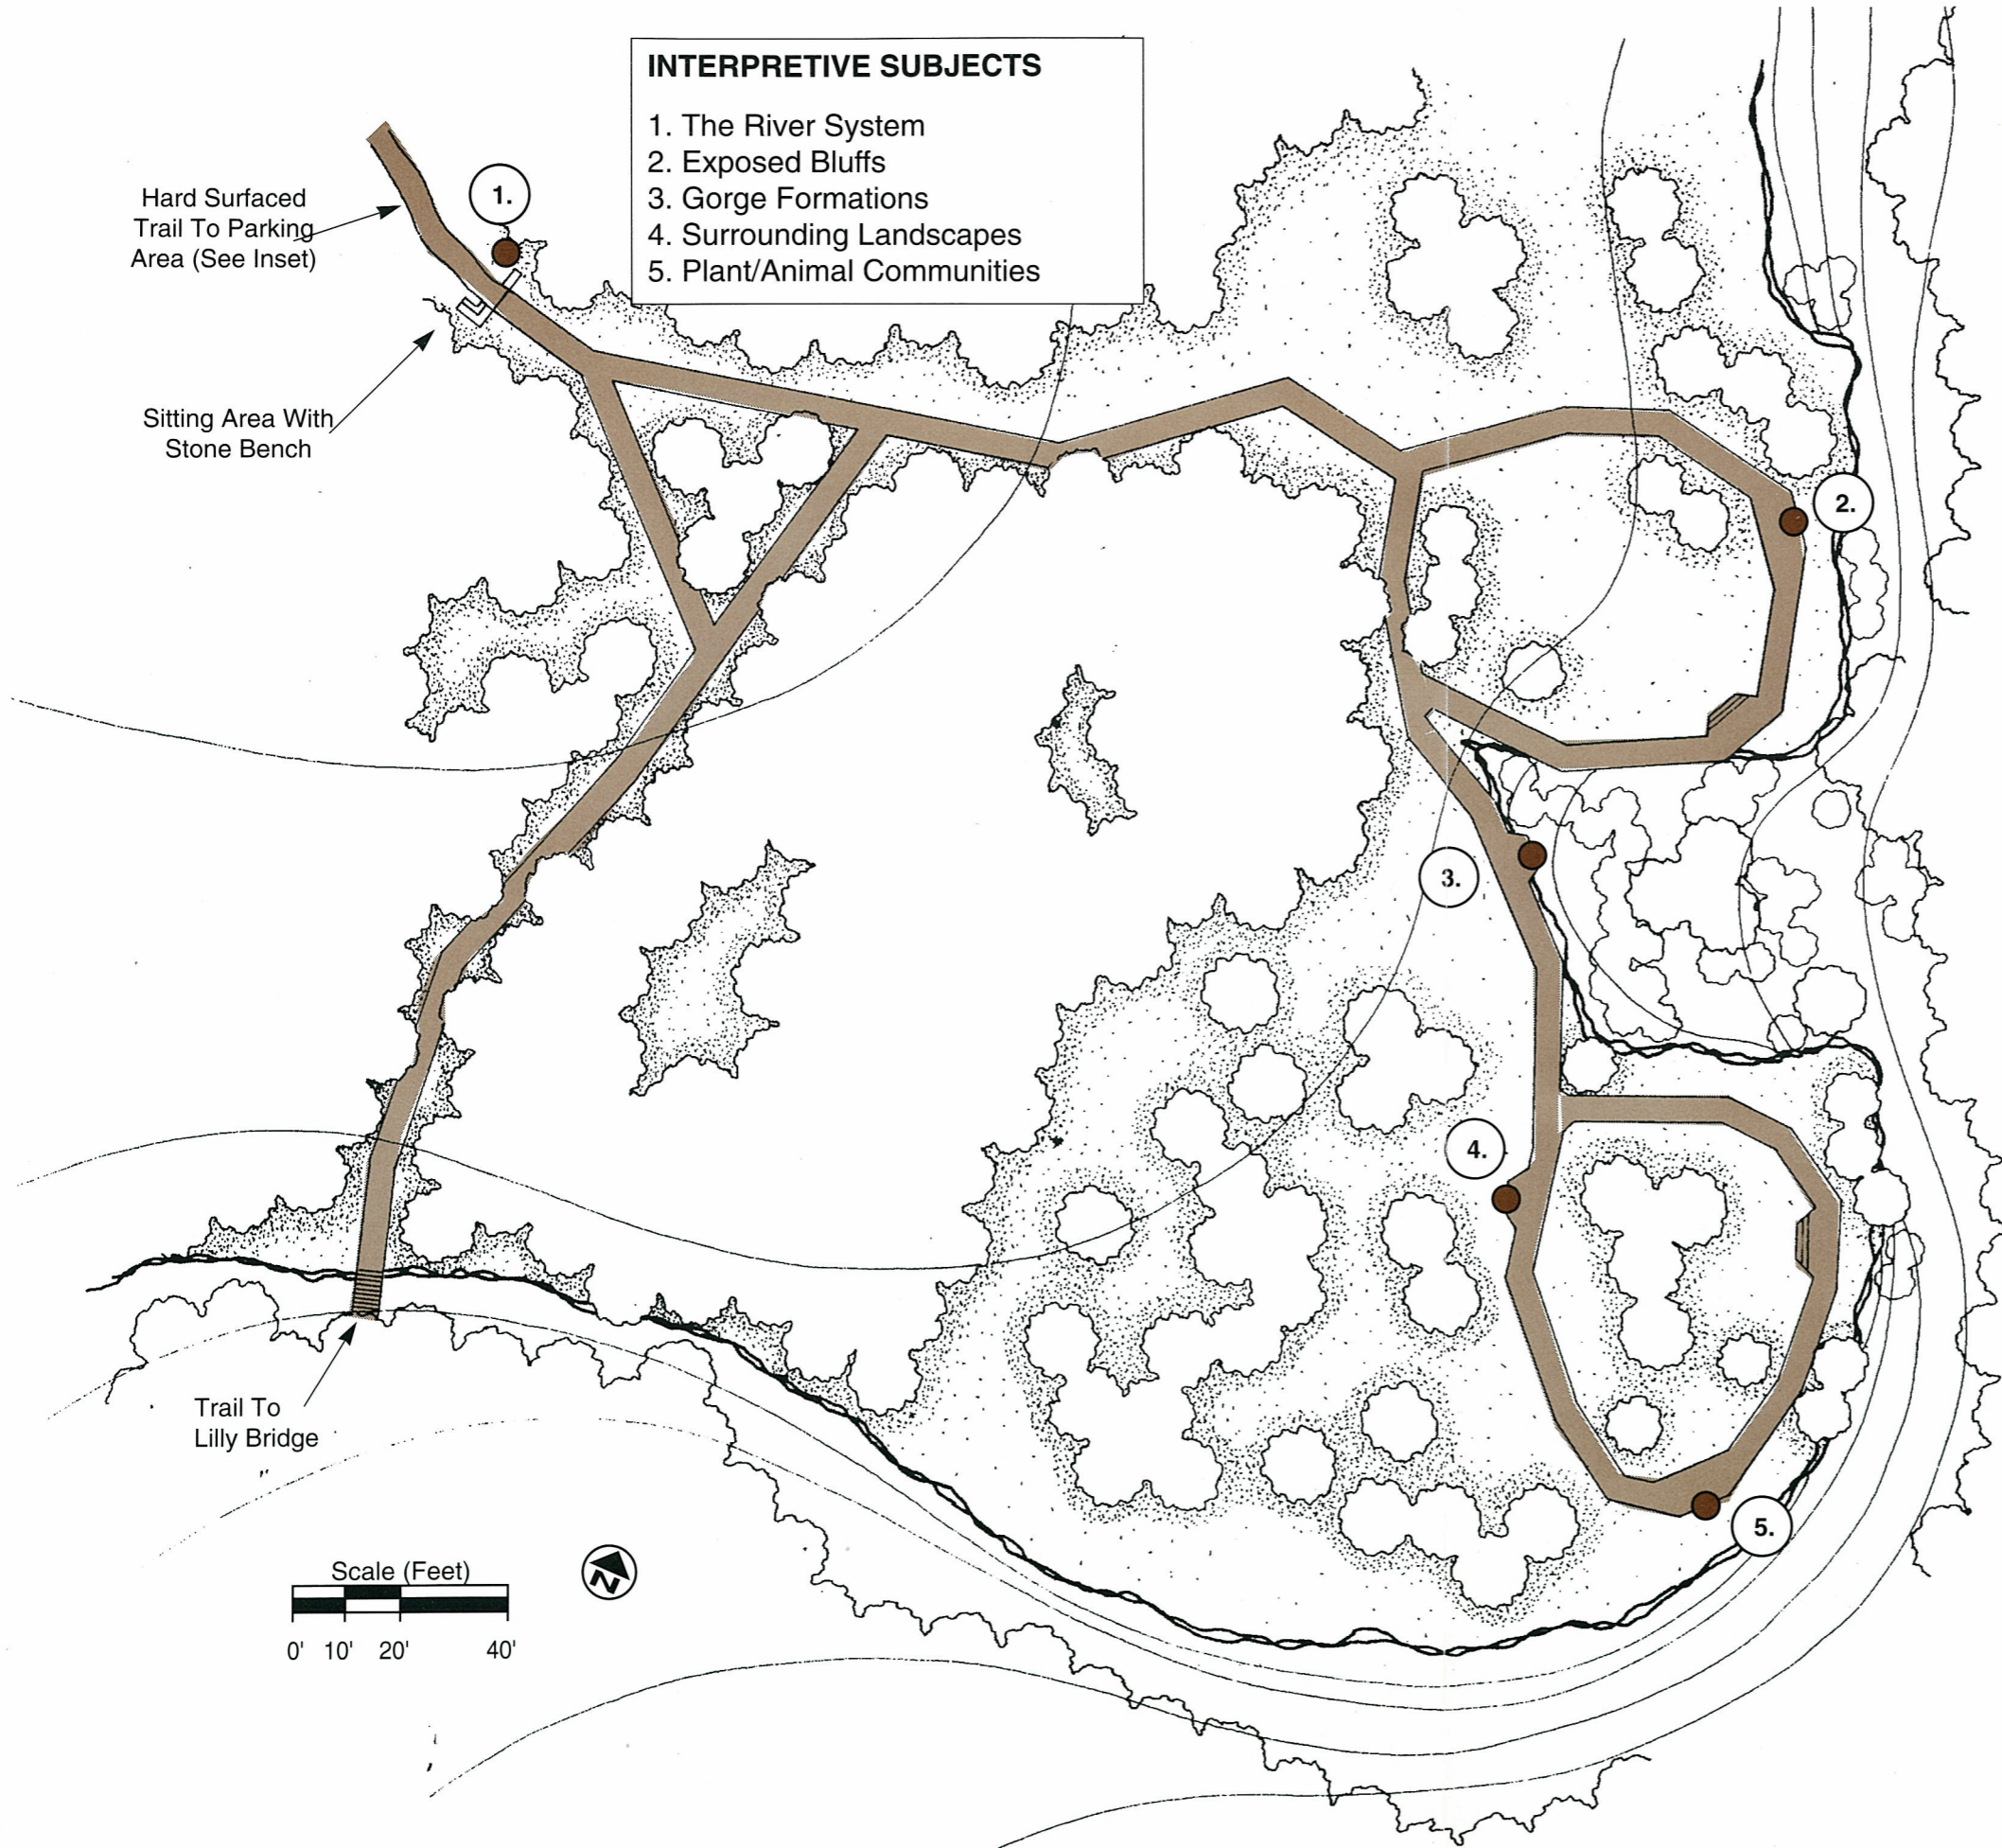 INTERPRETIVE SUBJECTS
1. The River System
2. Exposed Bluffs
3. Gorge Formations
4. Surrounding Landscapes
5. Plant/Animal Communities
1.
Hard Surfaced
Trail To Parking
Area (See Inset)
Sitting Area With
Stone Bench
2.
3.
4.
Trail To
Lilly Bridge
5.
Scale (Feet)
0' 10' 20' 40'
N